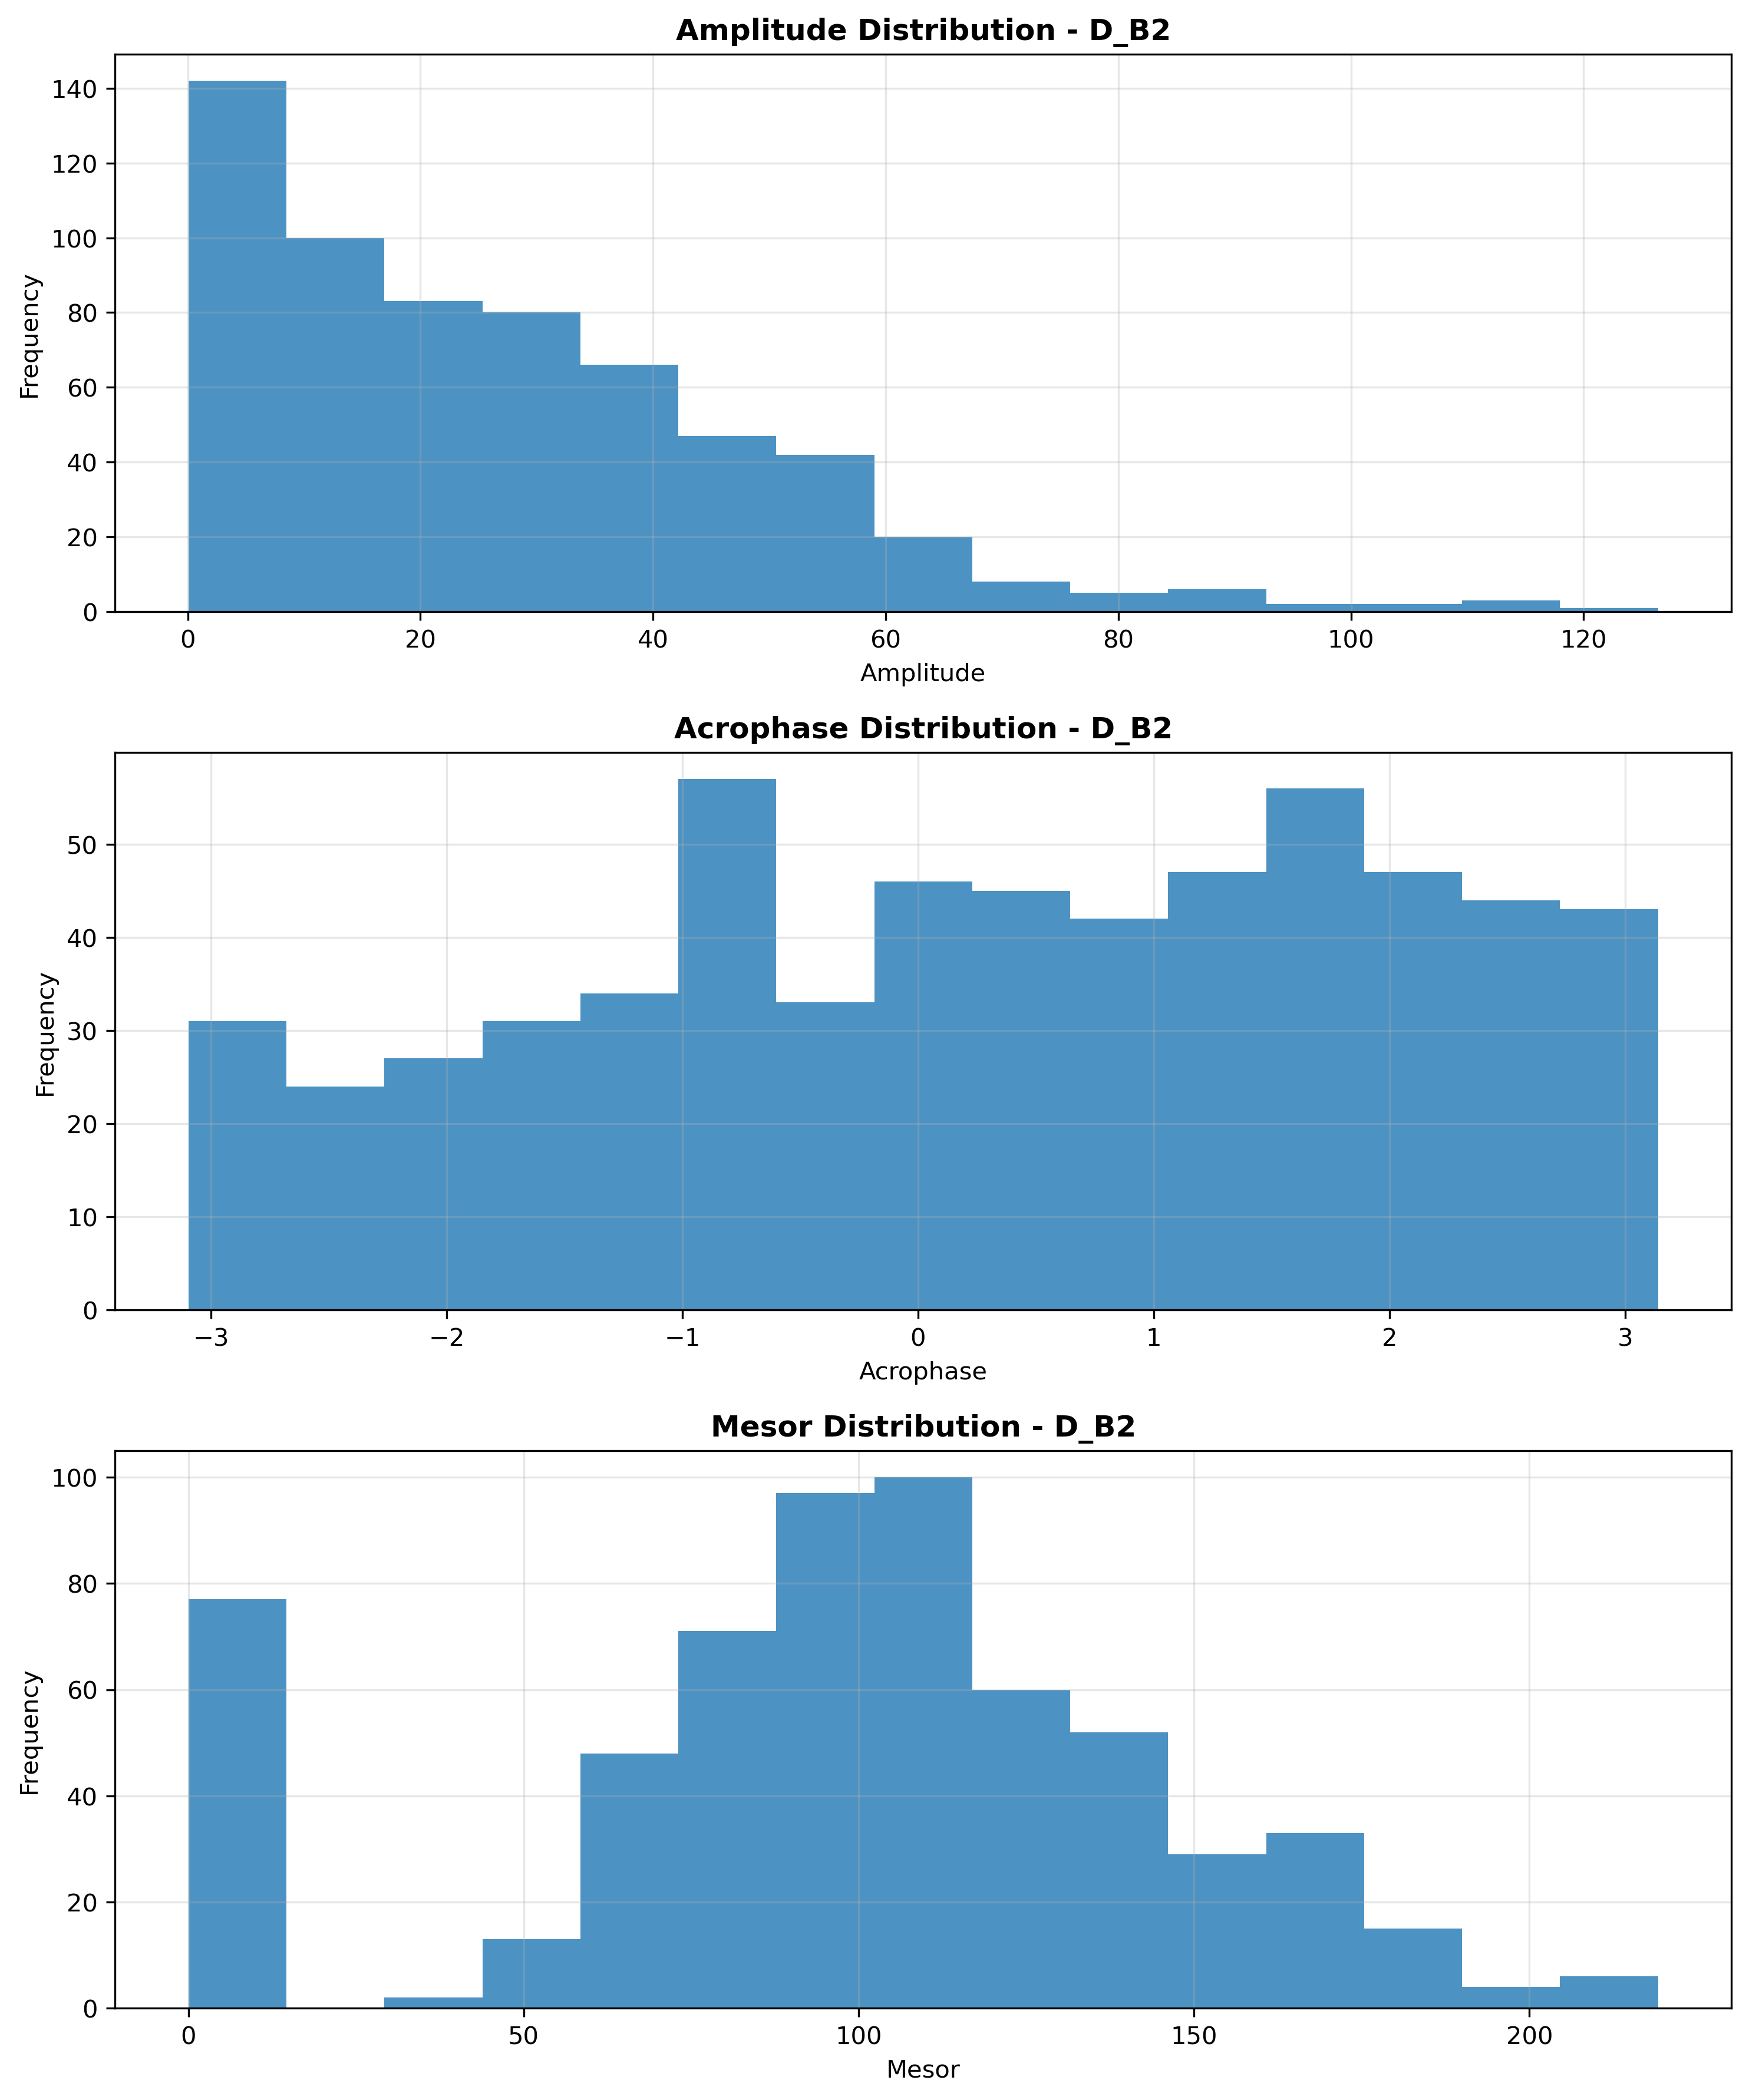 Amplitude Distribution - D_B2
140
120
100
80
60
40
20
0
Frequency
0 20 40 60 80 100 120
Amplitude
Acrophase Distribution - D_B2
50
40
30
20
10
0
Frequency
−3 −2 −1 0 1 2 3
Acrophase
Mesor Distribution - D_B2
100
80
60
40
20
0
Frequency
0 50 100 150 200
Mesor